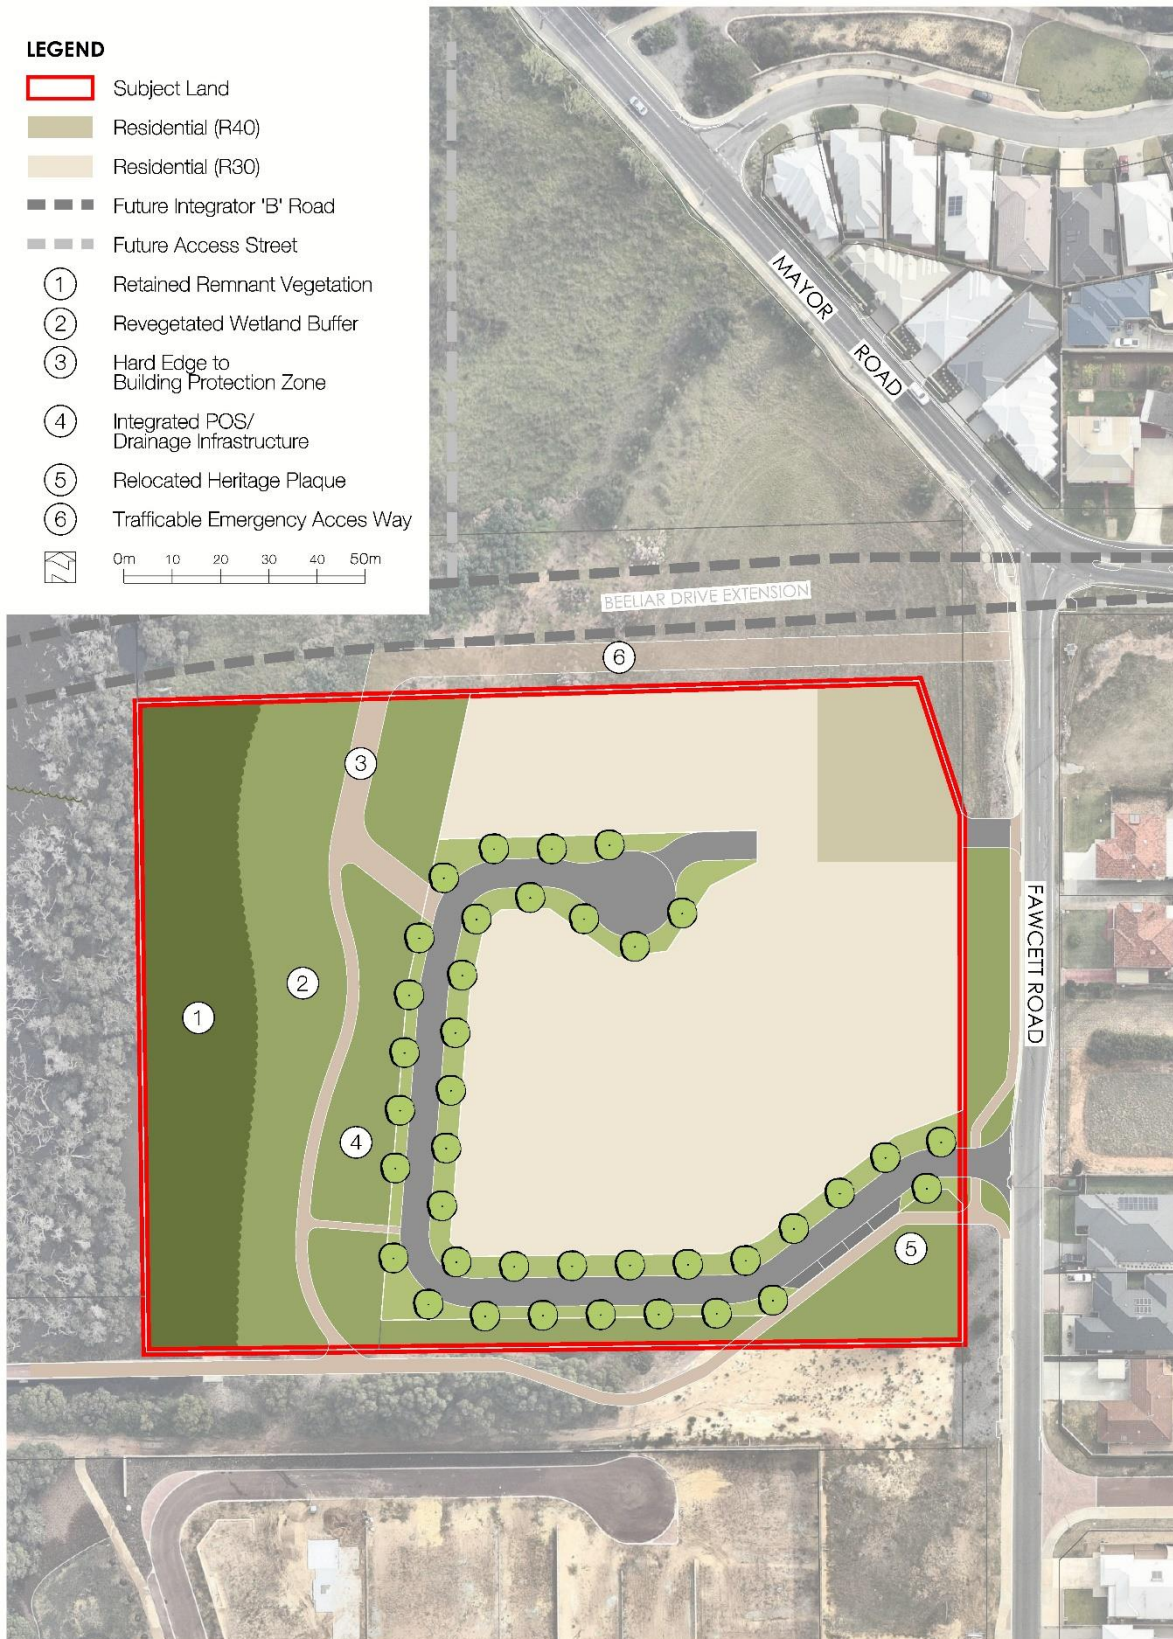 LEGEND
Subject Land
Residential (R40)
Residential (R30)
Future Integrator 'B' Road
Future Access Street
1 Retained Remnant Vegetation
2 Revegetated Wetland Buffer
3 Hard Edge to
Building Protection Zone
4 Integrated POS/
Drainage Infrastructure
5 Relocated Heritage Plaque
6 Trafficable Emergency Acces Way
0m 10 20 30 40 50m
MAYOR ROAD
BEELIAR DRIVE EXTENSION
6
3
2
1
4
5
FAWCETT ROAD